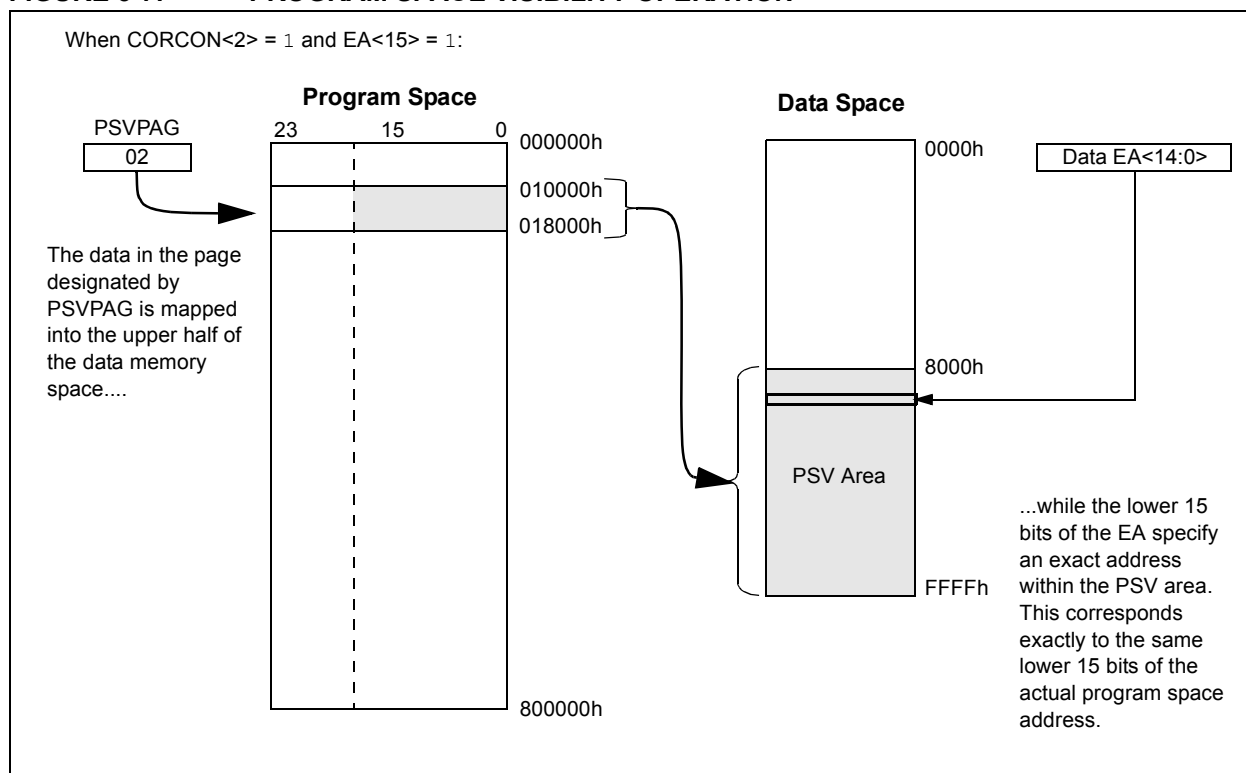 When CORCON<2> = 1 and EA<15> = 1:
Program Space
Data Space
PSVPAG
23 15 0
000000h
0000h
02
Data EA<14:0>
010000h
018000h
The data in the page
designated by
PSVPAG is mapped
into the upper half of
the data memory
space....
8000h
PSV Area
...while the lower 15
bits of the EA specify
an exact address
within the PSV area.
This corresponds
exactly to the same
lower 15 bits of the
actual program space
address.
FFFFh
800000h